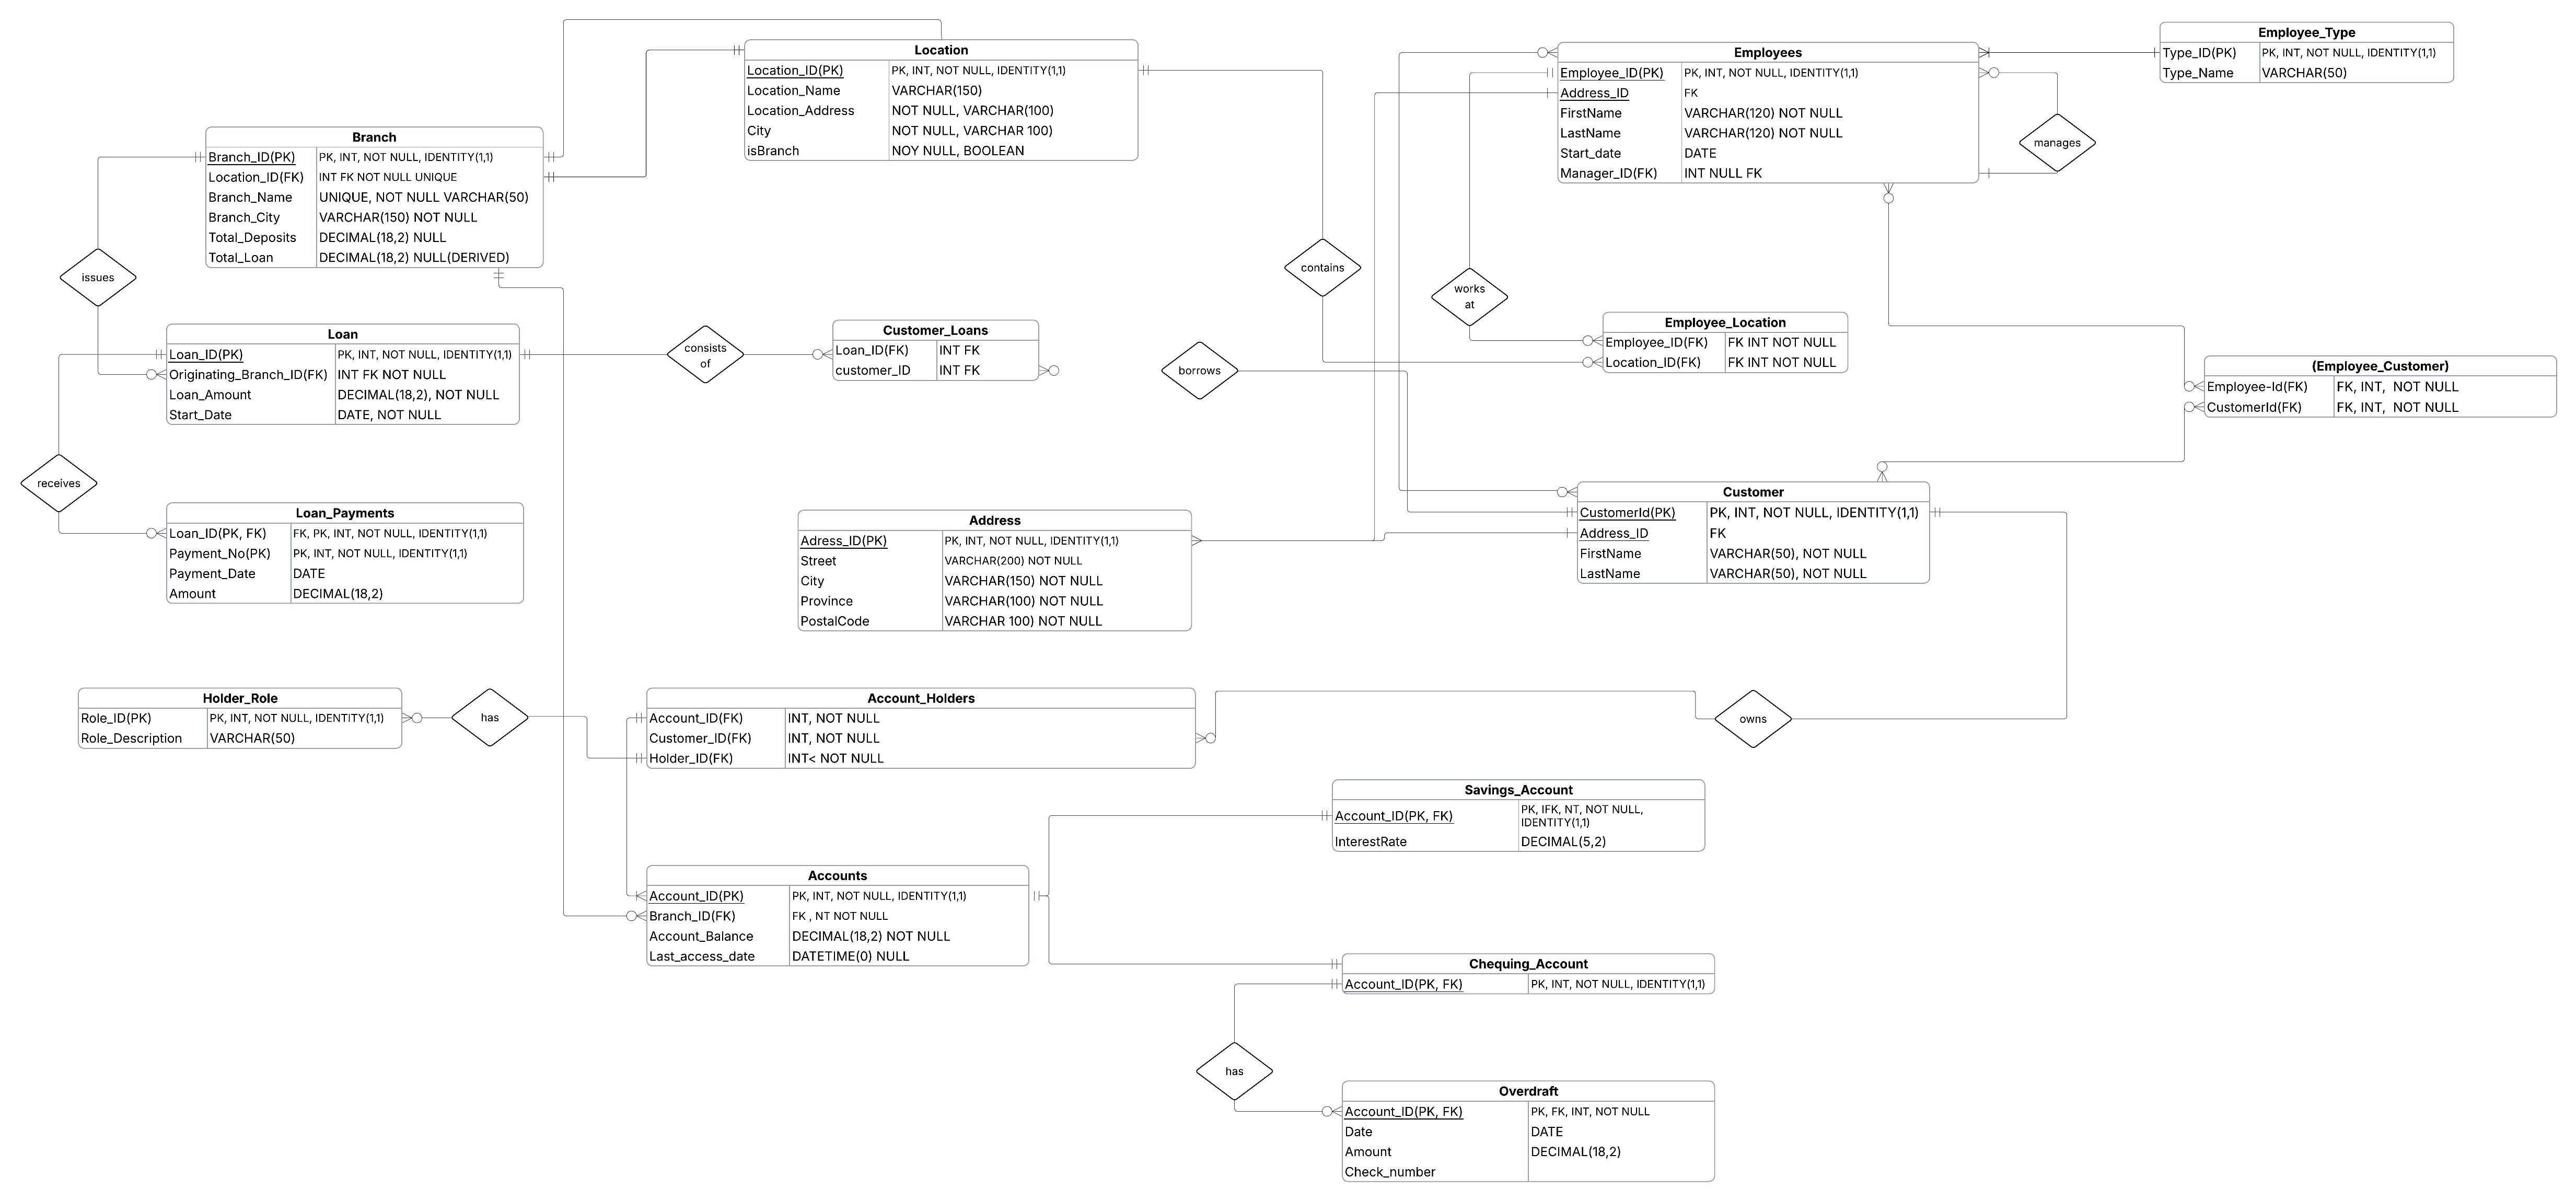 Location
Location_ID(PK) PK, INT, NOT NULL, IDENTITY(1,1)
Location_Name VARCHAR(150)
Location_Address NOT NULL, VARCHAR(100)
City NOT NULL, VARCHAR 100)
isBranch NOY NULL, BOOLEAN
Employees
Employee_ID(PK) PK, INT, NOT NULL, IDENTITY(1,1)
Address_ID FK
FirstName VARCHAR(120) NOT NULL
LastName VARCHAR(120) NOT NULL
Start_date DATE
Manager_ID(FK) INT NULL FK
Employee_Type
Type_ID(PK) PK, INT, NOT NULL, IDENTITY(1,1)
Type_Name VARCHAR(50)
manages
Branch
Branch_ID(PK) PK, INT, NOT NULL, IDENTITY(1,1)
Location_ID(FK) INT FK NOT NULL UNIQUE
Branch_Name UNIQUE, NOT NULL VARCHAR(50)
Branch_City VARCHAR(150) NOT NULL
Total_Deposits DECIMAL(18,2) NULL
Total_Loan DECIMAL(18,2) NULL(DERIVED)
issues
contains
works
at
Loan
Loan_ID(PK) PK, INT, NOT NULL, IDENTITY(1,1)
Originating_Branch_ID(FK) INT FK NOT NULL
Loan_Amount DECIMAL(18,2), NOT NULL
Start_Date DATE, NOT NULL
consists
of
Customer_Loans
Loan_ID(FK) INT FK
customer_ID INT FK
borrows
Employee_Location
Employee_ID(FK) FK INT NOT NULL
Location_ID(FK) FK INT NOT NULL
(Employee_Customer)
Employee-Id(FK) FK, INT, NOT NULL
CustomerId(FK) FK, INT, NOT NULL
receives
Loan_Payments
Loan_ID(PK, FK) FK, PK, INT, NOT NULL, IDENTITY(1,1)
Payment_No(PK) PK, INT, NOT NULL, IDENTITY(1,1)
Payment_Date DATE
Amount DECIMAL(18,2)
Address
Adress_ID(PK) PK, INT, NOT NULL, IDENTITY(1,1)
Street VARCHAR(200) NOT NULL
City VARCHAR(150) NOT NULL
Province VARCHAR(100) NOT NULL
PostalCode VARCHAR 100) NOT NULL
Customer
CustomerId(PK) PK, INT, NOT NULL, IDENTITY(1,1)
Address_ID FK
FirstName VARCHAR(50), NOT NULL
LastName VARCHAR(50), NOT NULL
Holder_Role
Role_ID(PK) PK, INT, NOT NULL, IDENTITY(1,1)
Role_Description VARCHAR(50)
has
Account_Holders
Account_ID(FK) INT, NOT NULL
Customer_ID(FK) INT, NOT NULL
Holder_ID(FK) INT< NOT NULL
owns
Savings_Account
Account_ID(PK, FK) PK, IFK, NT, NOT NULL,
IDENTITY(1,1)
InterestRate DECIMAL(5,2)
Accounts
Account_ID(PK) PK, INT, NOT NULL, IDENTITY(1,1)
Branch_ID(FK) FK , NT NOT NULL
Account_Balance DECIMAL(18,2) NOT NULL
Last_access_date DATETIME(0) NULL
Chequing_Account
Account_ID(PK, FK) PK, INT, NOT NULL, IDENTITY(1,1)
has
Overdraft
Account_ID(PK, FK) PK, FK, INT, NOT NULL
Date DATE
Amount DECIMAL(18,2)
Check_number